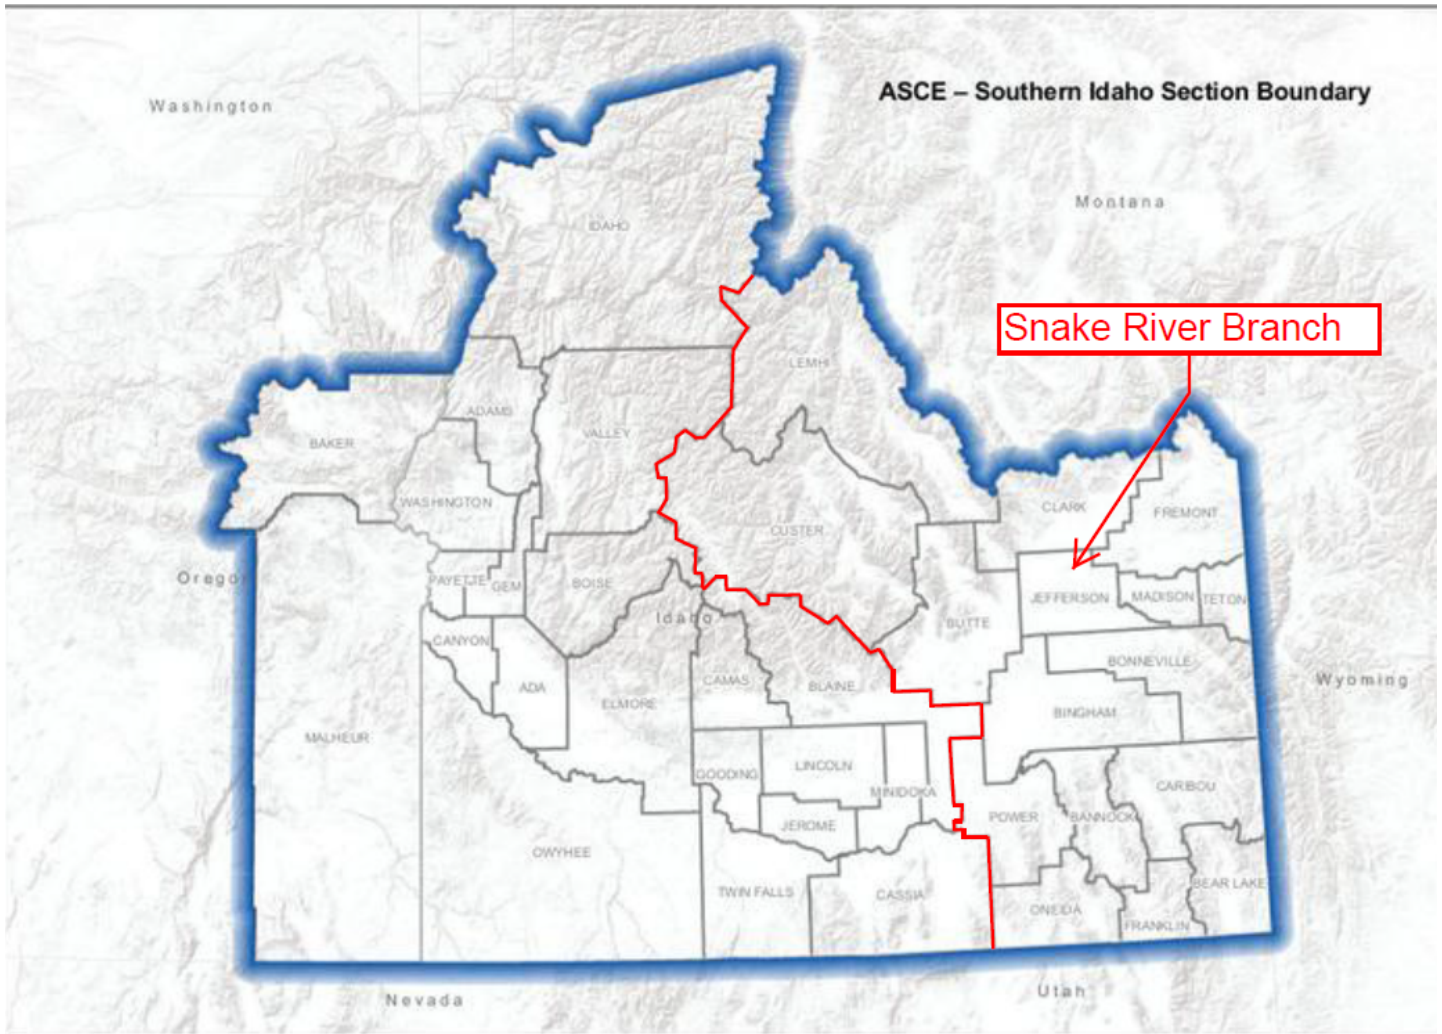 ASCE – Southern Idaho Section Boundary
Washington
Montana
IDAHO
Snake River Branch
LEMHI
ADAMS
VALLEY
BAKER
WASHINGTON
CUSTER
CLARK
FREMONT
Oregon
PAYETTE
GEM
BOISE
JEFFERSON
MADISON
TETON
Idaho
BUTTE
CANYON
BONNEVILLE
ADA
CAMAS
BLAINE
Wyoming
ELMORE
BINGHAM
MALHEUR
GOODING
LINCOLN
MINIDOKA
CARIBOU
JEROME
POWER
BANNOCK
OWYHEE
TWIN FALLS
CASSIA
BEAR LAKE
ONEIDA
FRANKLIN
Nevada
Utah